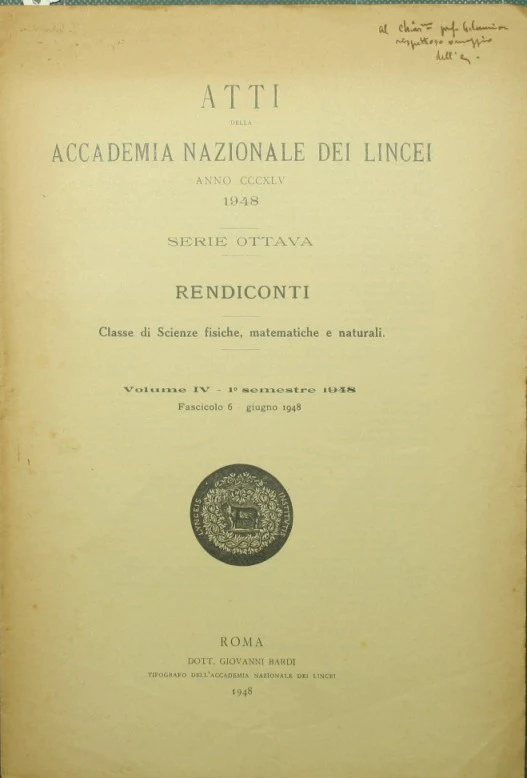 al Chiar.mo prof.
rispettoso omaggio
dell'a.
ATTI
DELLA
ACCADEMIA NAZIONALE DEI LINCEI
ANNO CCCXLV
1948
SERIE OTTAVA
RENDICONTI
Classe di Scienze fisiche, matematiche e naturali.
Volume IV - 1° semestre 1948
Fascicolo 6 - giugno 1948
LYNCEIS INSTITUTIS
ROMA
DOTT. GIOVANNI BARDI
TIPOGRAFO DELL'ACCADEMIA NAZIONALE DEI LINCEI
1948